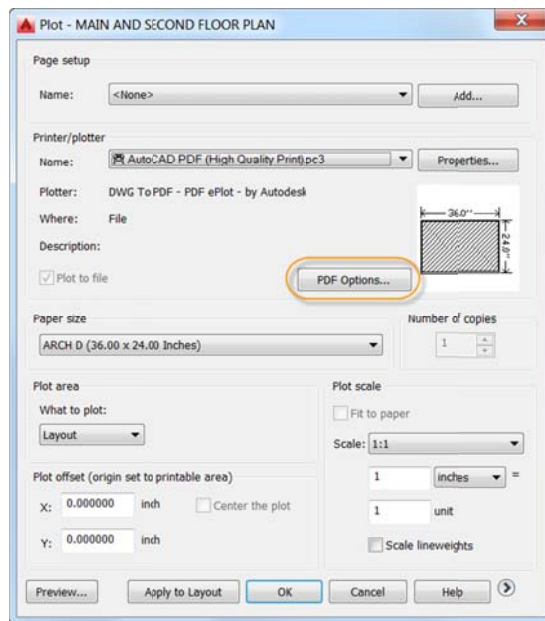 Plot - MAIN AND SECOND FLOOR PLAN
Page setup
Name: <None> Add...
Printer/plotter
Name: AutoCAD PDF (High Quality Print).pc3 Properties...
Plotter: DWG To PDF - PDF ePlot - by Autodesk
Where: File
Description:
Plot to file
PDF Options...
36.0''
24.0''
Paper size
ARCH D (36.00 x 24.00 Inches)
Number of copies
1
Plot area
What to plot:
Layout
Plot offset (origin set to printable area)
X: 0.000000 inch Center the plot
Y: 0.000000 inch
Plot scale
Fit to paper
Scale: 1:1
1 inches =
1 unit
Scale lineweights
Preview... Apply to Layout OK Cancel Help